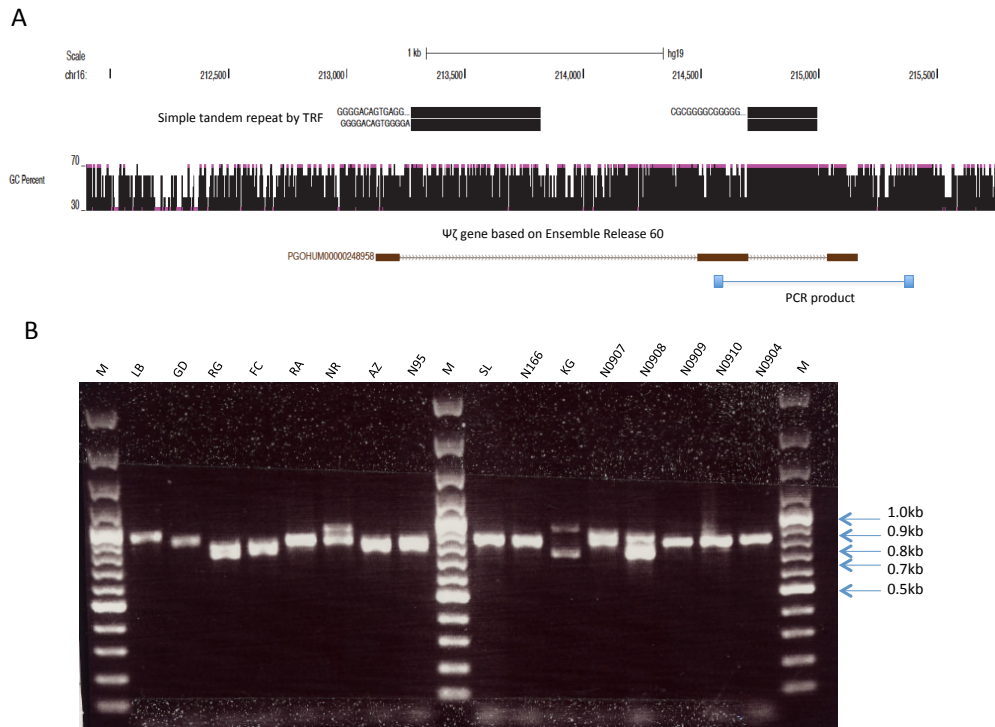 A
Scale
1 kb
hg19
chr16:
212,500
213,000
213,500
214,000
214,500
215,000
215,500
Simple tandem repeat by TRF
GGGGACAGTGAGG...
GGGGACAGTGGGGA
CGCGGGGCGGGGG...
GC Percent
70
30
Ψζ gene based on Ensemble Release 60
PGOHUM00000248958
PCR product
B
M LB GD RG FC RA NR AZ N95 M SL N166 KG N0907 N0908 N0909 N0910 N0904 M
1.0kb
0.9kb
0.8kb
0.7kb
0.5kb